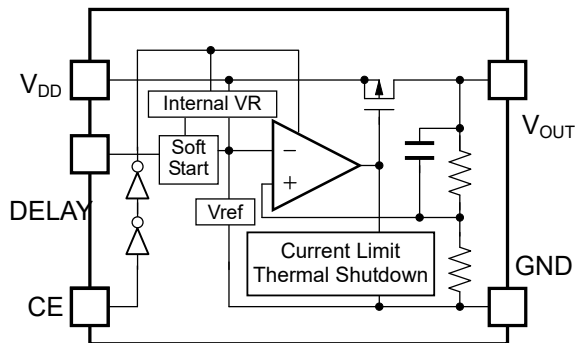 V_DD
Internal VR
V_OUT
Soft
Start
−
+
DELAY
Vref
Current Limit
Thermal Shutdown
GND
CE